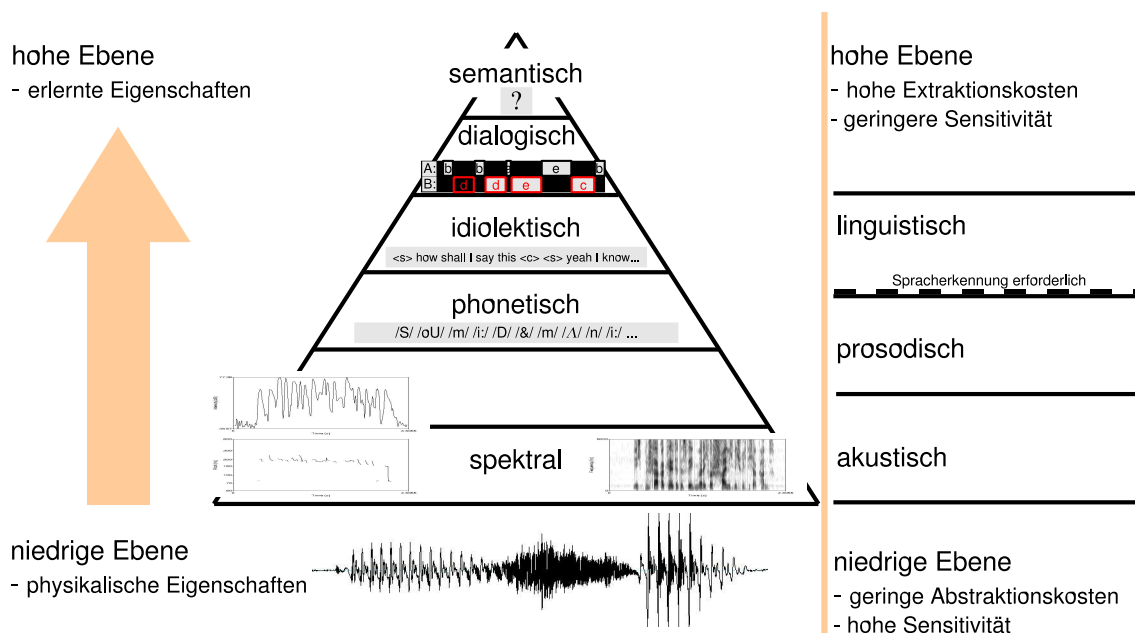 hohe Ebene
- erlernte Eigenschaften
niedrige Ebene
- physikalische Eigenschaften
semantisch
?
dialogisch
A: b b e b
B: d d e c
idiolektisch
<s> how shall I say this <c> <s> yeah I know...
phonetisch
/S/ /oU/ /m/ /i:/ /D/ /&/ /m/ /Λ/ /n/ /i:/ ...
spektral
hohe Ebene
- hohe Extraktionskosten
- geringere Sensitivität
linguistisch
Spracherkennung erforderlich
prosodisch
akustisch
niedrige Ebene
- geringe Abstraktionskosten
- hohe Sensitivität